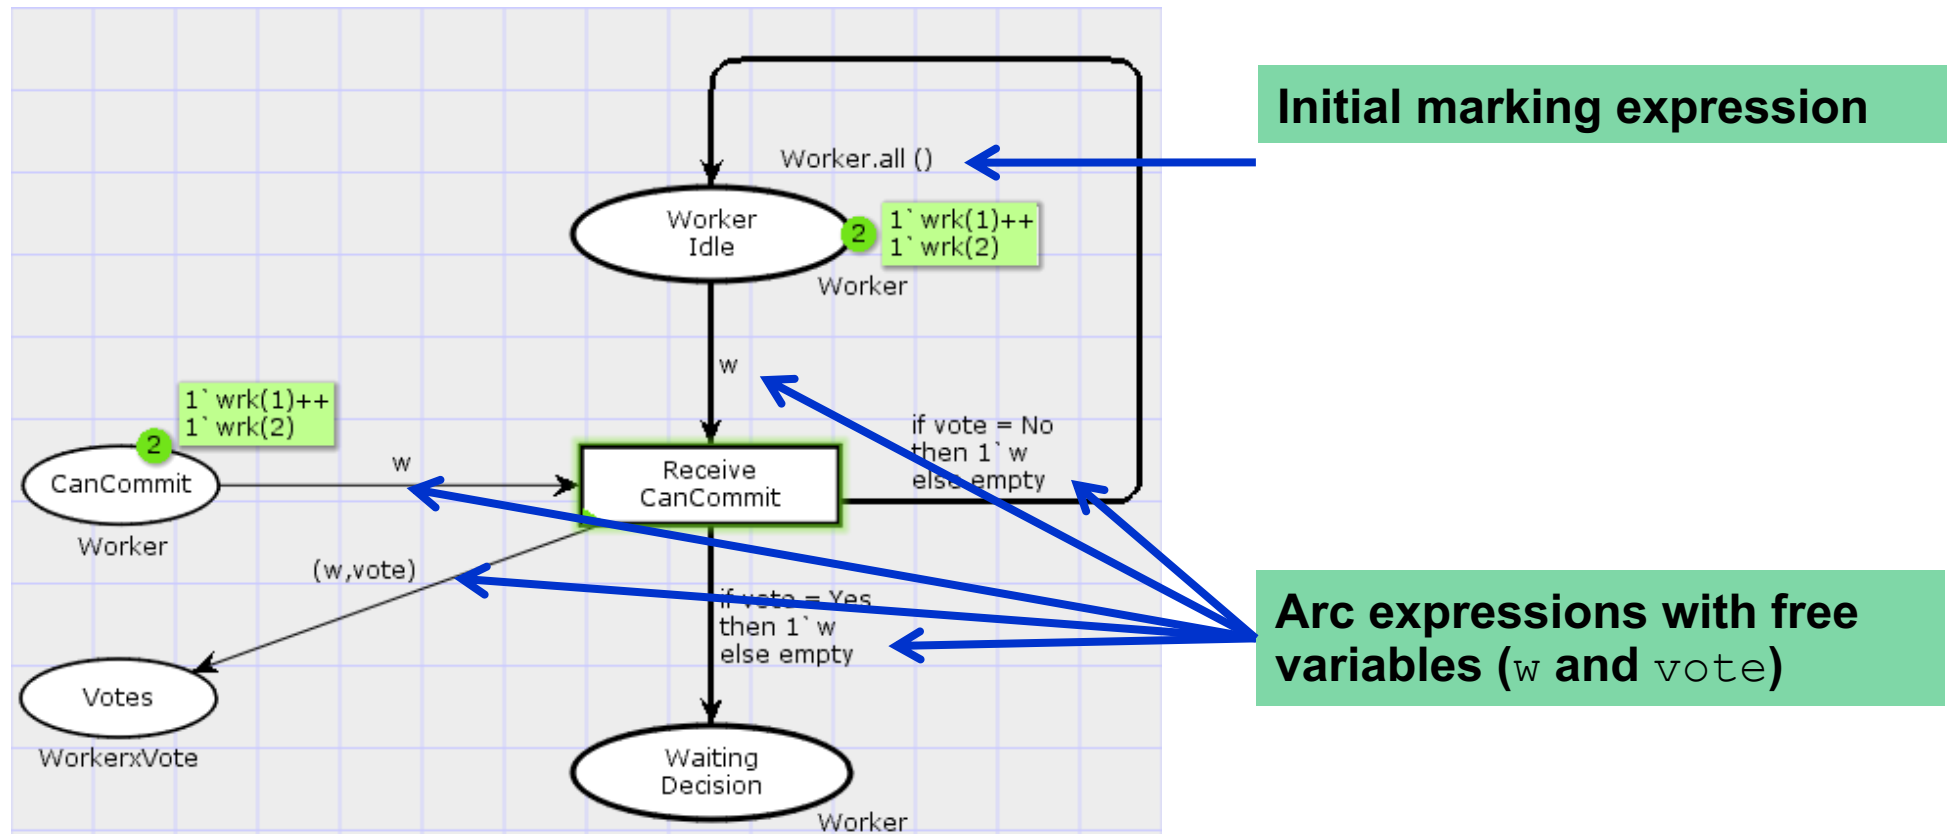 Initial marking expression
Worker.all ()
Worker
Idle
2
1`wrk(1)++
1`wrk(2)
Worker
w
1`wrk(1)++
1`wrk(2)
2
CanCommit
Worker
w
Receive
CanCommit
if vote = No
then 1`w
else empty
(w,vote)
if vote = Yes
then 1`w
else empty
Arc expressions with free
variables (w and vote)
Votes
WorkerxVote
Waiting
Decision
Worker